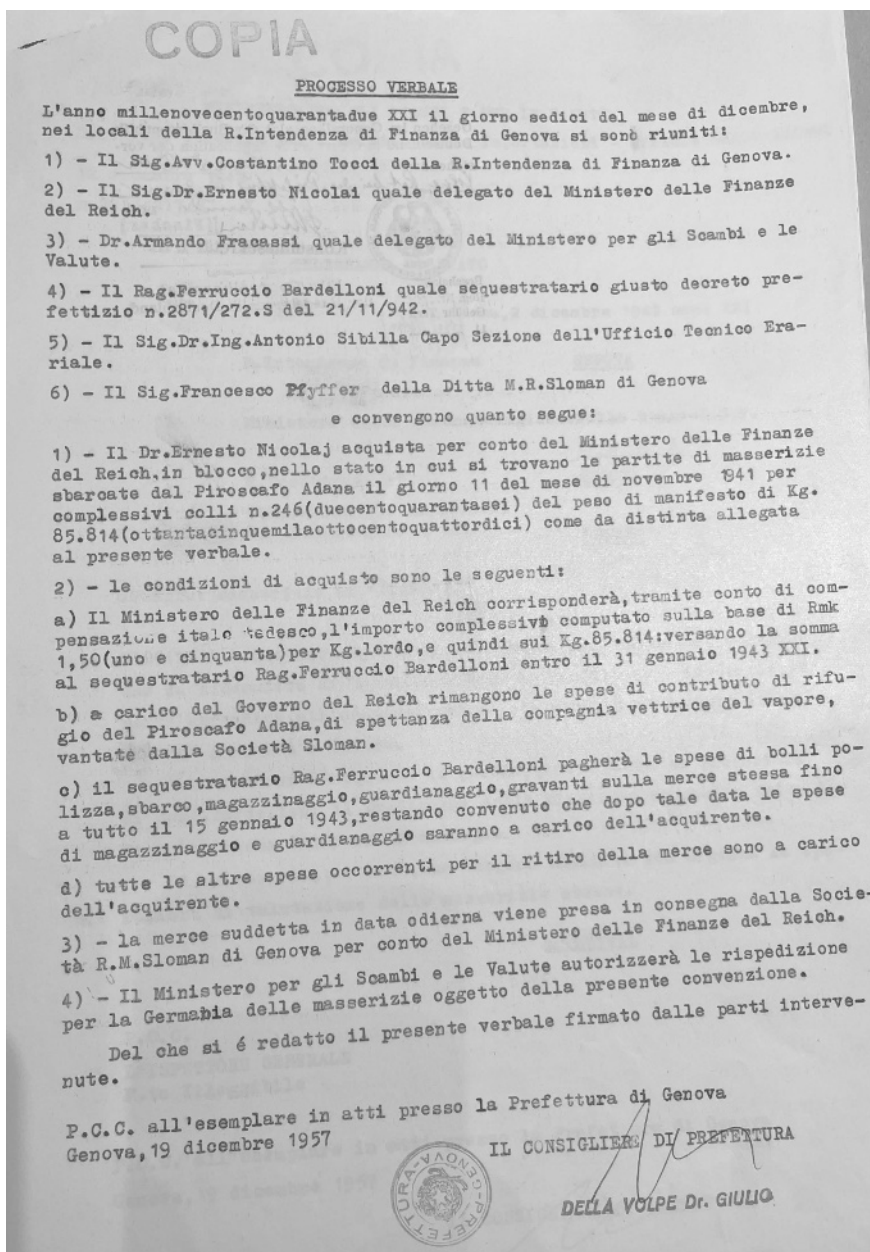 COPIA
PROCESSO VERBALE
L'anno millenovecentoquarantadue XXI il giorno sedici del mese di dicembre,
nei locali della R.Intendenza di Finanza di Genova si sonò riuniti:
1) - Il Sig.Avv.Costantino Tocci della R.Intendenza di Finanza di Genova.
2) - Il Sig.Dr.Ernesto Nicolai quale delegato del Ministero delle Finanze
del Reich.
3) - Dr.Armando Fracassi quale delegato del Ministero per gli Scambi e le
Valute.
4) - Il Rag.Ferruccio Bardelloni quale sequestratario giusto decreto pre-
fettizio n.2871/272.S del 21/11/942.
5) - Il Sig.Dr.Ing.Antonio Sibilla Capo Sezione dell'Ufficio Tecnico Era-
riale.
6) - Il Sig.Francesco Pfyffer della Ditta M.R.Sloman di Genova
e convengono quanto segue:
1) - Il Dr.Ernesto Nicolaj acquista per conto del Ministero delle Finanze
del Reich,in blocco,nello stato in cui si trovano le partite di masserizie
sbarcate dal Piroscafo Adana il giorno 11 del mese di novembre 1941 per
complessivi colli n.246(duecentoquarantasei) del peso di manifesto di Kg.
85.814(ottantacinquemilaottocentoquattordici) come da distinta allegata
al presente verbale.
2) - le condizioni di acquisto sono le seguenti:
a) Il Ministero delle Finanze del Reich corrisponderà,tramite conto di com-
pensazione italo tedesco,l'importo complessivo computato sulla base di Rmk
1,50(uno e cinquanta)per Kg.lordo,e quindi sui Kg.85.814:versando la somma
al sequestratario Rag.Ferruccio Bardelloni entro il 31 gennaio 1943 XXI.
b) a carico del Governo del Reich rimangono le spese di contributo di rifu-
gio del Piroscafo Adana,di spettanza della compagnia vettrice del vapore,
vantate dalla Società Sloman.
c) il sequestratario Rag.Ferruccio Bardelloni pagherà le spese di bolli po-
lizza,sbarco,magazzinaggio,guardianaggio,gravanti sulla merce stessa fino
a tutto il 15 gennaio 1943,restando convenuto che dopo tale data le spese
di magazzinaggio e guardianaggio saranno a carico dell'acquirente.
d) tutte le altre spese occorrenti per il ritiro della merce sono a carico
dell'acquirente.
3) - la merce suddetta in data odierna viene presa in consegna dalla Socie-
tà R.M.Sloman di Genova per conto del Ministero delle Finanze del Reich.
4) - Il Ministero per gli Scambi e le Valute autorizzerà le rispedizione
per la Germania delle masserizie oggetto della presente convenzione.
Del che si é redatto il presente verbale firmato dalle parti interve-
nute.
P.C.C. all'esemplare in atti presso la Prefettura di Genova
Genova,19 dicembre 1957
IL CONSIGLIERE DI PREFETTURA
PREFETTURA-GENOVA
DELLA VOLPE Dr. GIULIO